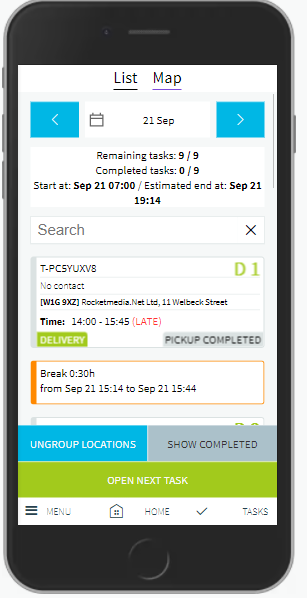 List Map
21 Sep
Remaining tasks: 9 / 9
Completed tasks: 0 / 9
Start at: Sep 21 07:00 / Estimated end at: Sep 21
19:14
Search
T-PC5YUXV8
D 1
No contact
[W1G 9XZ] Rocketmedia.Net Ltd, 11 Welbeck Street
Time: 14:00 - 15:45 (LATE)
DELIVERY PICKUP COMPLETED
Break 0:30h
from Sep 21 15:14 to Sep 21 15:44
UNGROUP LOCATIONS SHOW COMPLETED
OPEN NEXT TASK
MENU HOME TASKS